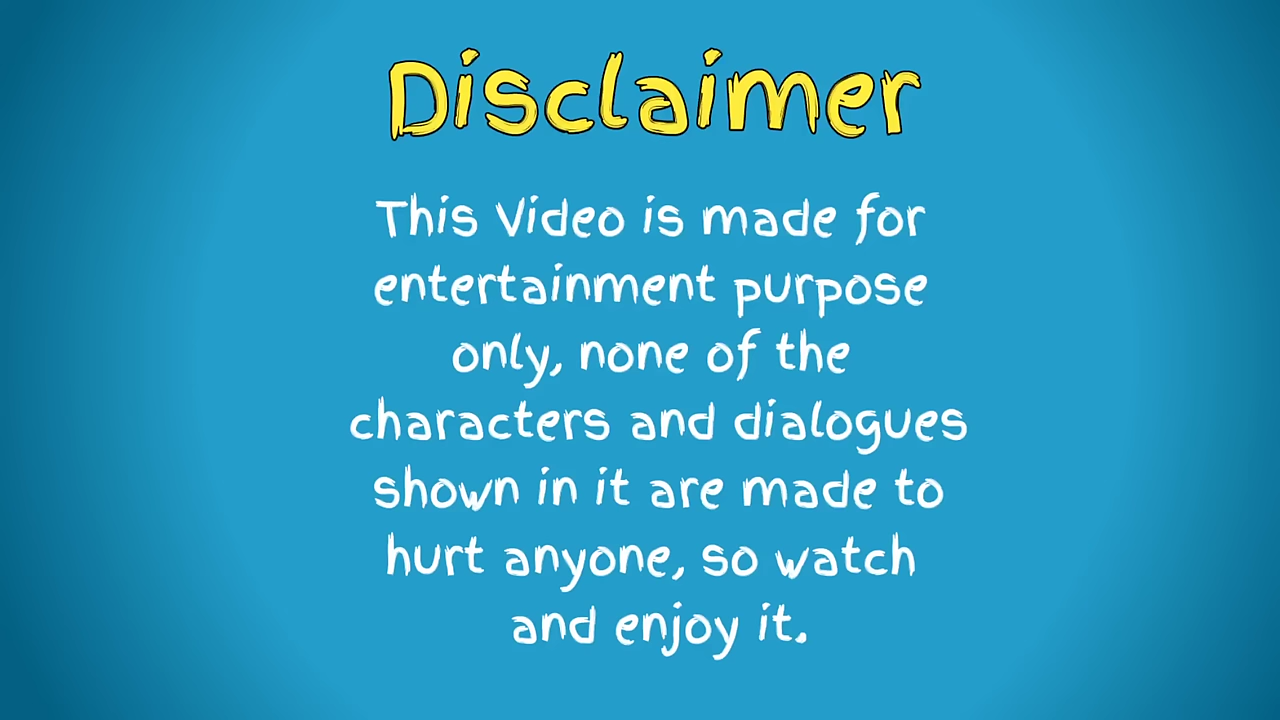 Disclaimer
This Video is made for
entertainment purpose
only, none of the
characters and dialogues
shown in it are made to
hurt anyone, so watch
and enjoy it.